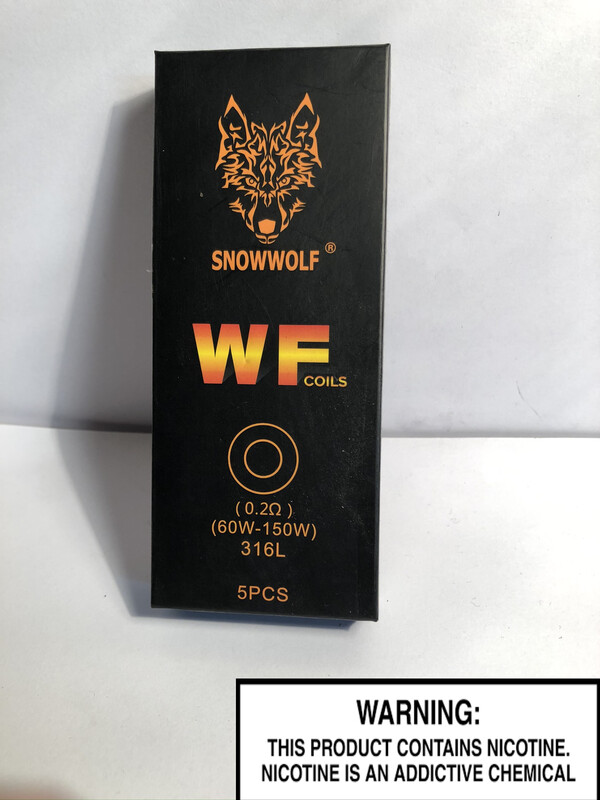 SNOWWOLF ®
WF COILS
( 0.2Ω )
(60W-150W)
316L
5PCS
WARNING:
THIS PRODUCT CONTAINS NICOTINE.
NICOTINE IS AN ADDICTIVE CHEMICAL